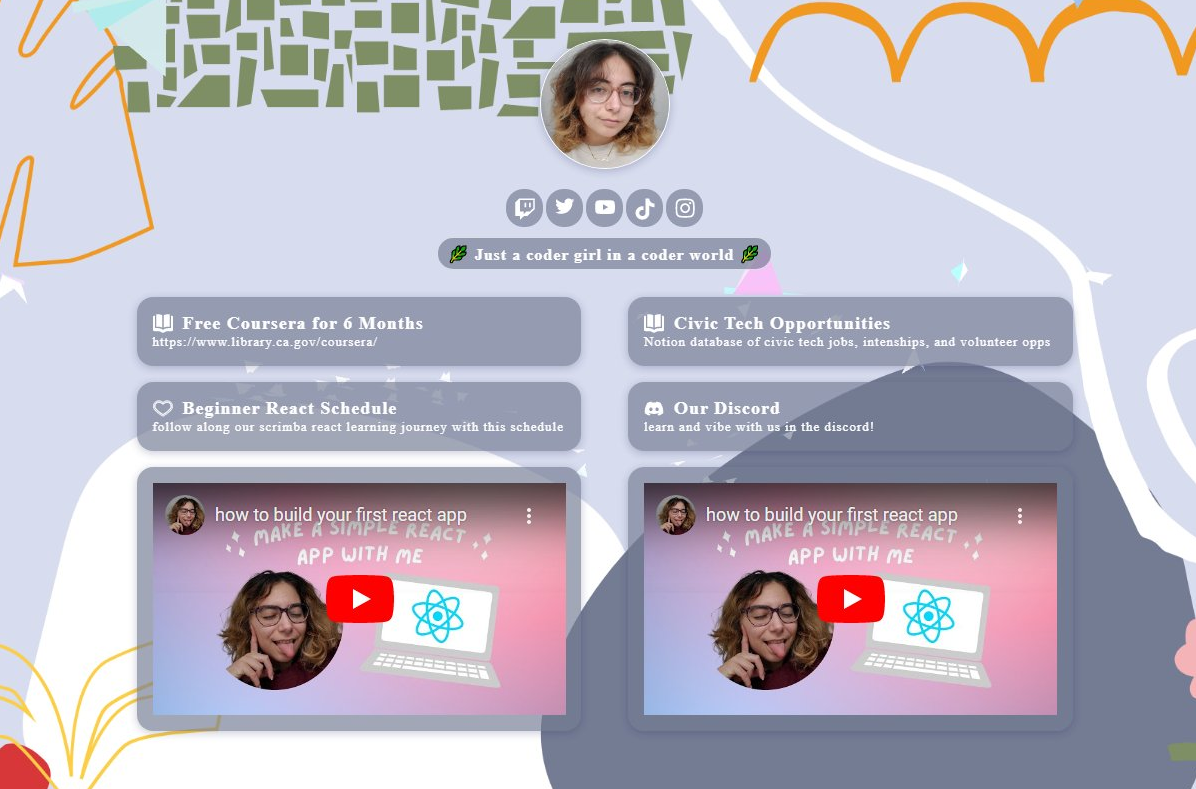 Just a coder girl in a coder world
Free Coursera for 6 Months
https://www.library.ca.gov/coursera/
Civic Tech Opportunities
Notion database of civic tech jobs, intenships, and volunteer opps
Beginner React Schedule
follow along our scrimba react learning journey with this schedule
Our Discord
learn and vibe with us in the discord!
how to build your first react app
MAKE A SIMPLE REACT
APP WITH ME
how to build your first react app
MAKE A SIMPLE REACT
APP WITH ME